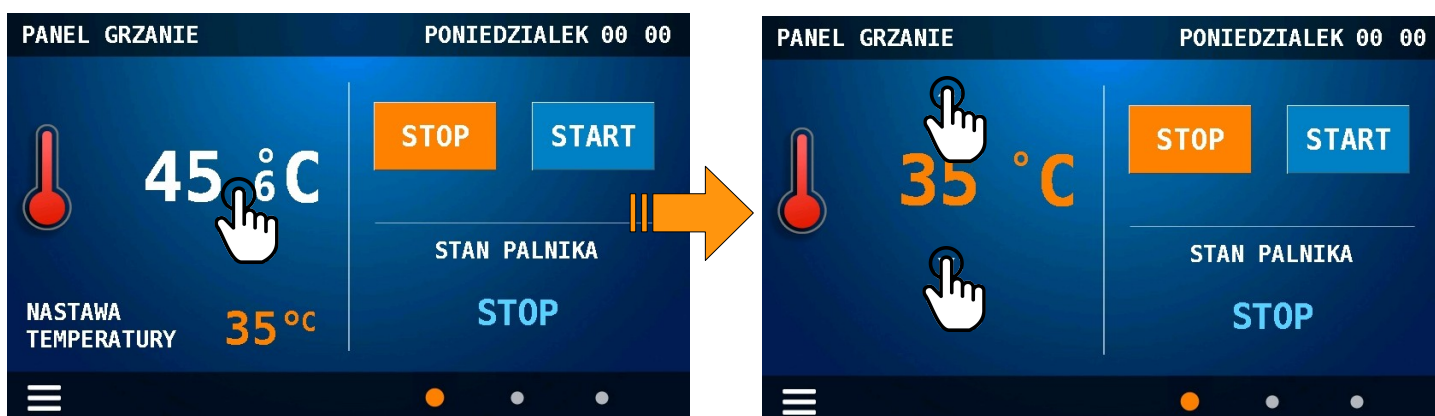 PANEL GRZANIE PONIEDZIALEK 00 00
STOP START
45.6°C
STAN PALNIKA
NASTAWA
TEMPERATURY
35°C
STOP
PANEL GRZANIE PONIEDZIALEK 00 00
STOP START
35 °C
STAN PALNIKA
STOP